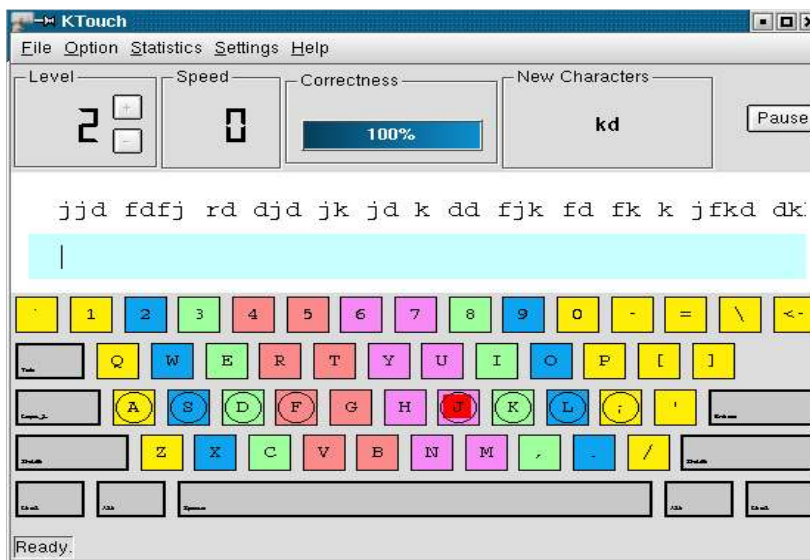 KTouch
File Option Statistics Settings Help
Level Speed Correctness New Characters
2 + - 0 100% kd Pause
jjd fdfj rd djd jk jd k dd fjk fd fk k jfkd dk
` 1 2 3 4 5 6 7 8 9 0 - = \ <-
Q W E R T Y U I O P [ ]
A S D F G H J K L ; '
Z X C V B N M , . /
Ready.